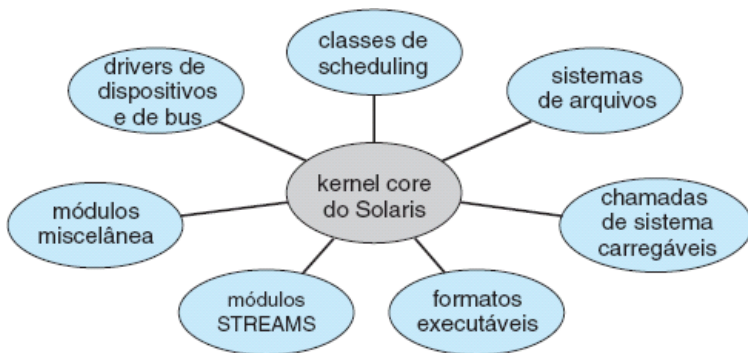 classes de
scheduling
drivers de
dispositivos
e de bus
sistemas
de arquivos
kernel core
do Solaris
módulos
miscelânea
chamadas
de sistema
carregáveis
módulos
STREAMS
formatos
executáveis